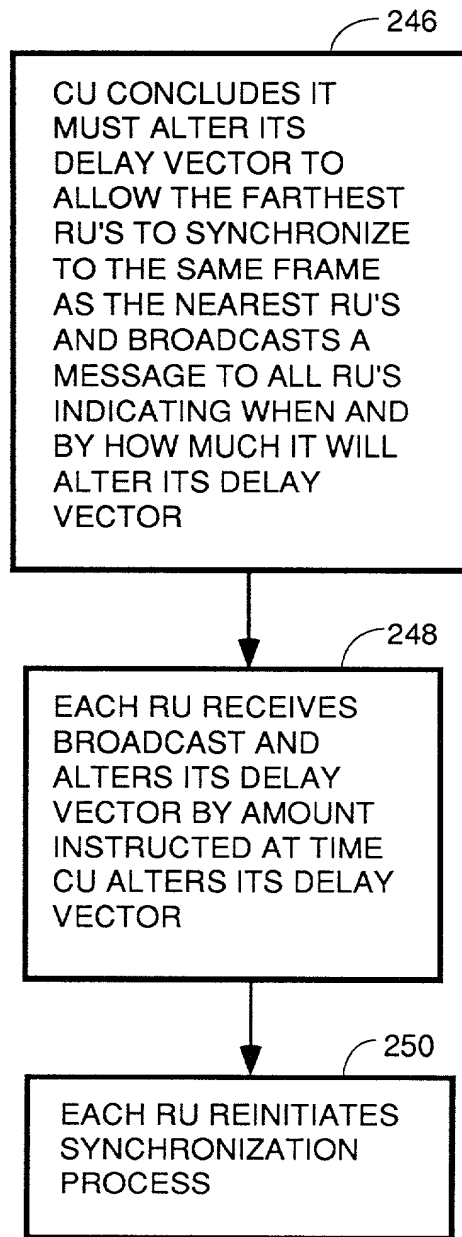 246
CU CONCLUDES IT
MUST ALTER ITS
DELAY VECTOR TO
ALLOW THE FARTHEST
RU'S TO SYNCHRONIZE
TO THE SAME FRAME
AS THE NEAREST RU'S
AND BROADCASTS A
MESSAGE TO ALL RU'S
INDICATING WHEN AND
BY HOW MUCH IT WILL
ALTER ITS DELAY
VECTOR
248
EACH RU RECEIVES
BROADCAST AND
ALTERS ITS DELAY
VECTOR BY AMOUNT
INSTRUCTED AT TIME
CU ALTERS ITS DELAY
VECTOR
250
EACH RU REINITIATES
SYNCHRONIZATION
PROCESS